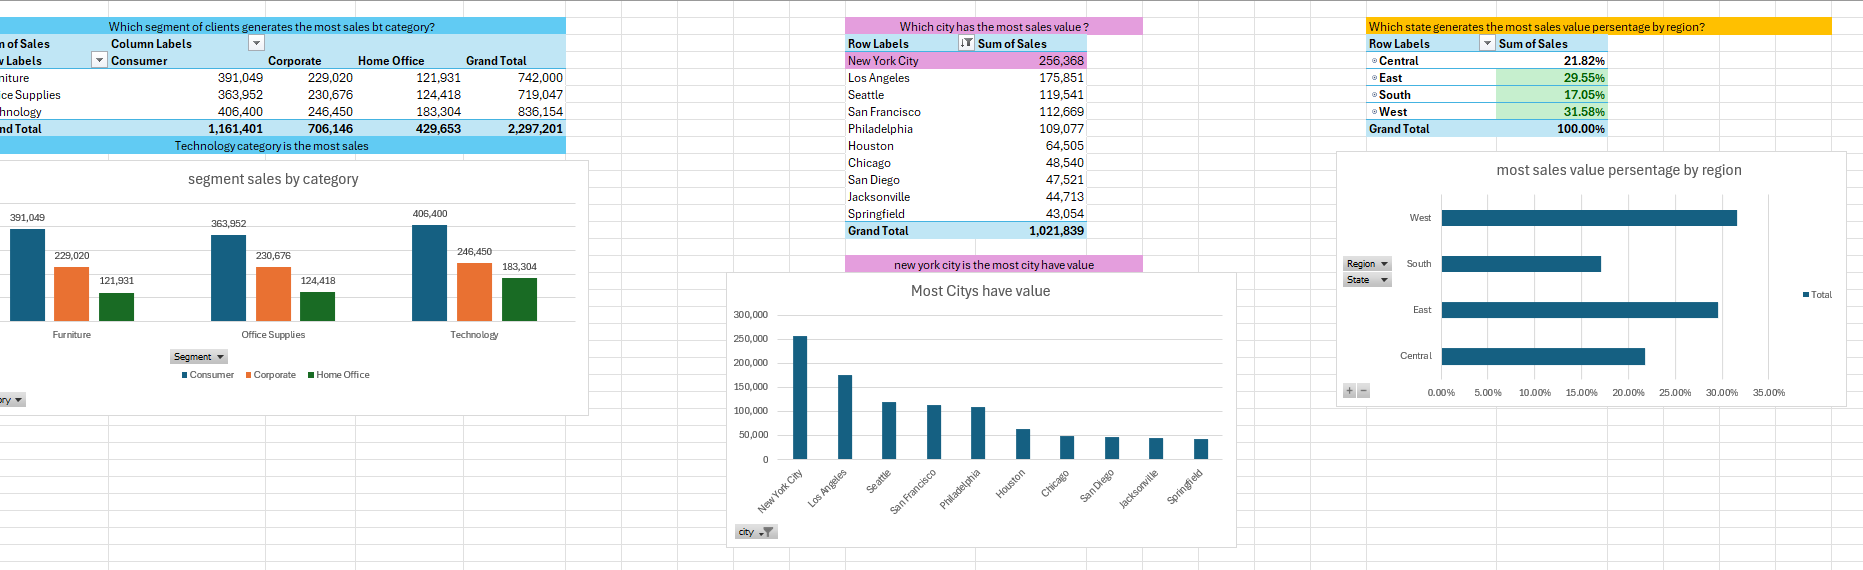 Which segment of clients generates the most sales bt category?
n of Sales Column Labels
v Labels Consumer Corporate Home Office Grand Total
niture 391,049 229,020 121,931 742,000
ice Supplies 363,952 230,676 124,418 719,047
hnology 406,400 246,450 183,304 836,154
nd Total 1,161,401 706,146 429,653 2,297,201
Technology category is the most sales
segment sales by category
391,049 229,020 121,931
363,952 230,676 124,418
406,400 246,450 183,304
Furniture Office Supplies Technology
Segment
Consumer Corporate Home Office
ory
Which city has the most sales value ?
Row Labels Sum of Sales
New York City 256,368
Los Angeles 175,851
Seattle 119,541
San Francisco 112,669
Philadelphia 109,077
Houston 64,505
Chicago 48,540
San Diego 47,521
Jacksonville 44,713
Springfield 43,054
Grand Total 1,021,839
new york city is the most city have value
Most Citys have value
300,000
250,000
200,000
150,000
100,000
50,000
0
New York City Los Angeles Seattle San Francisco Philadelphia Houston Chicago San Diego Jacksonville Springfield
city
Which state generates the most sales value persentage by region?
Row Labels Sum of Sales
Central 21.82%
East 29.55%
South 17.05%
West 31.58%
Grand Total 100.00%
most sales value persentage by region
West
Region South
State
Total
East
Central
+ −
0.00% 5.00% 10.00% 15.00% 20.00% 25.00% 30.00% 35.00%